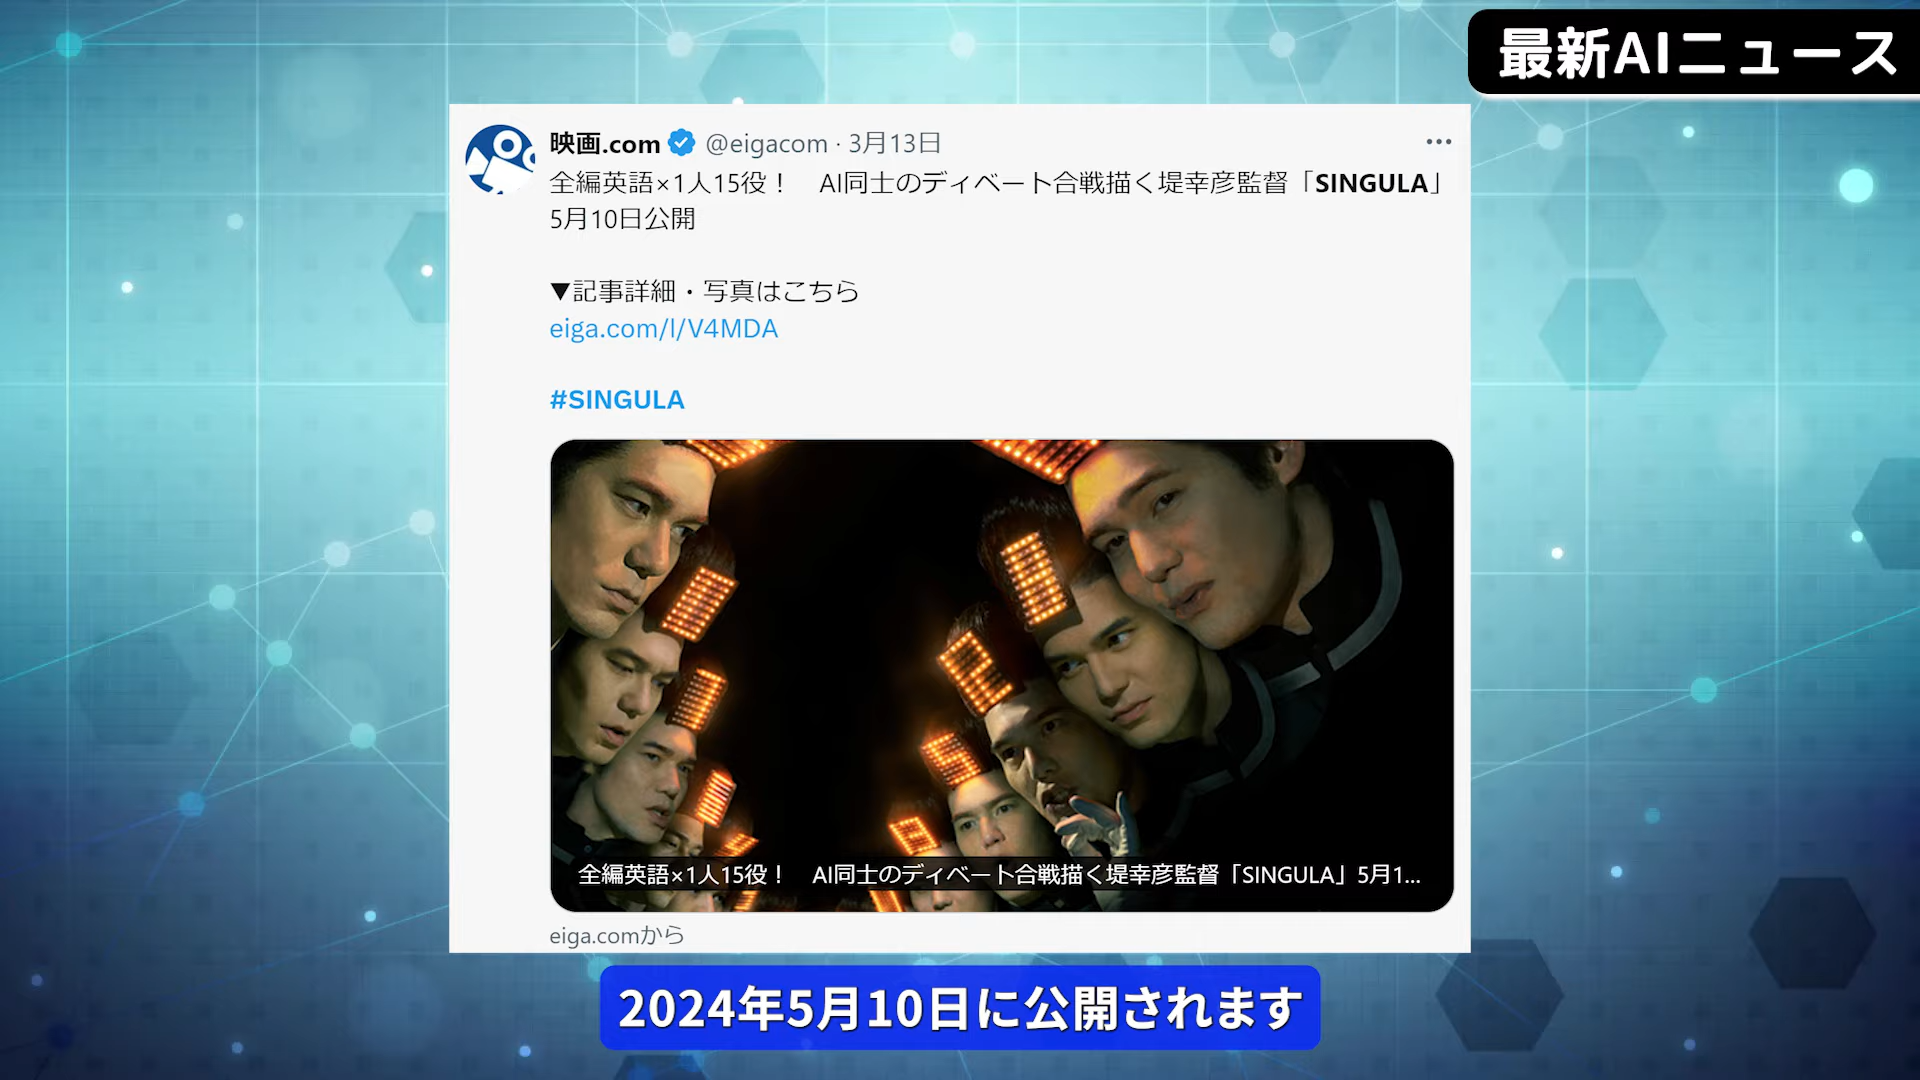 最新AIニュース
映画.com @eigacom · 3月13日
全編英語×1人15役！　AI同士のディベート合戦描く堤幸彦監督「SINGULA」
5月10日公開
▼記事詳細・写真はこちら
eiga.com/l/V4MDA
#SINGULA
全編英語×1人15役！　AI同士のディベート合戦描く堤幸彦監督「SINGULA」5月1...
eiga.comから
2024年5月10日に公開されます